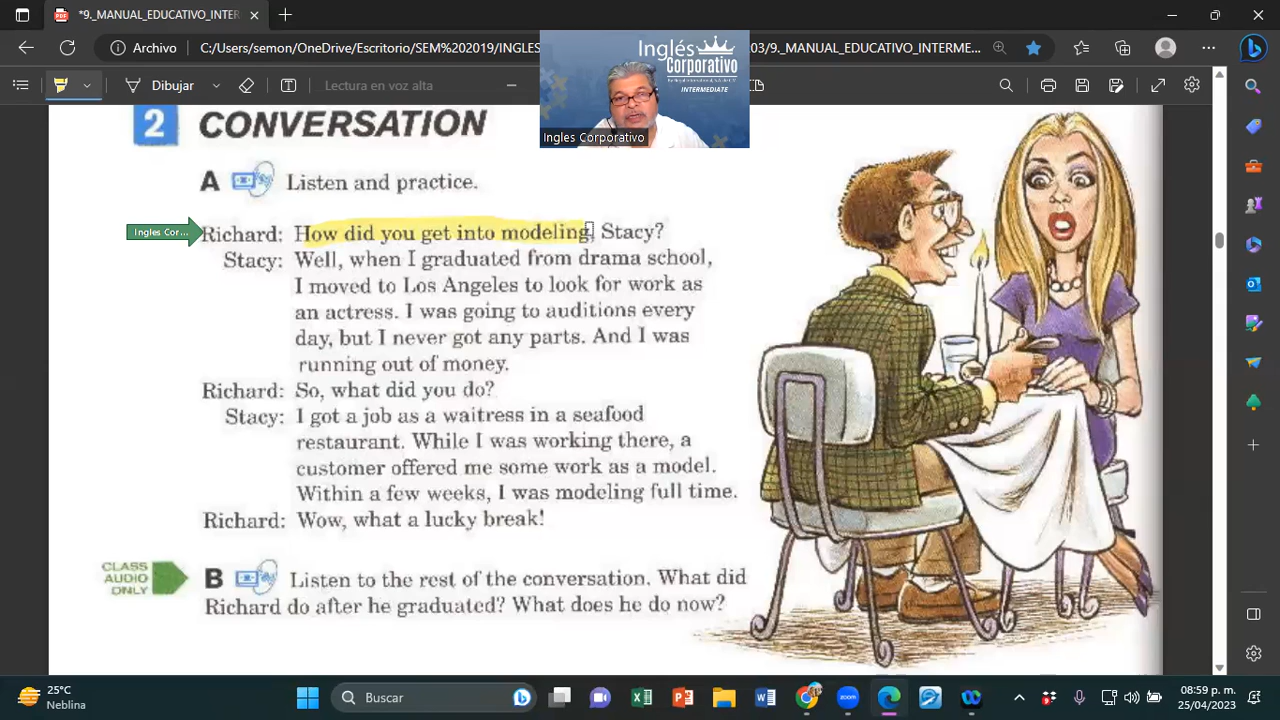 *9._MANUAL_EDUCATIVO_INTERMED
Archivo
C:/Users/semon/OneDrive/Escritorio/SEM%202019/INGLES
03/9._MANUAL_EDUCATIVO_INTERME...
Dibujar
Lectura en voz alta
Inglés
Corporativo
INTERMEDIATE
Ingles Corporativo
2 CONVERSATION
A Listen and practice.
Ingles Cor...
Richard: How did you get into modeling, Stacy?
Stacy: Well, when I graduated from drama school,
I moved to Los Angeles to look for work as
an actress. I was going to auditions every
day, but I never got any parts. And I was
running out of money.
Richard: So, what did you do?
Stacy: I got a job as a waitress in a seafood
restaurant. While I was working there, a
customer offered me some work as a model.
Within a few weeks, I was modeling full time.
Richard: Wow, what a lucky break!
CLASS
AUDIO
ONLY
B Listen to the rest of the conversation. What did
Richard do after he graduated? What does he do now?
25°C
Neblina
Buscar
zoom
08:59 p. m.
25/04/2023